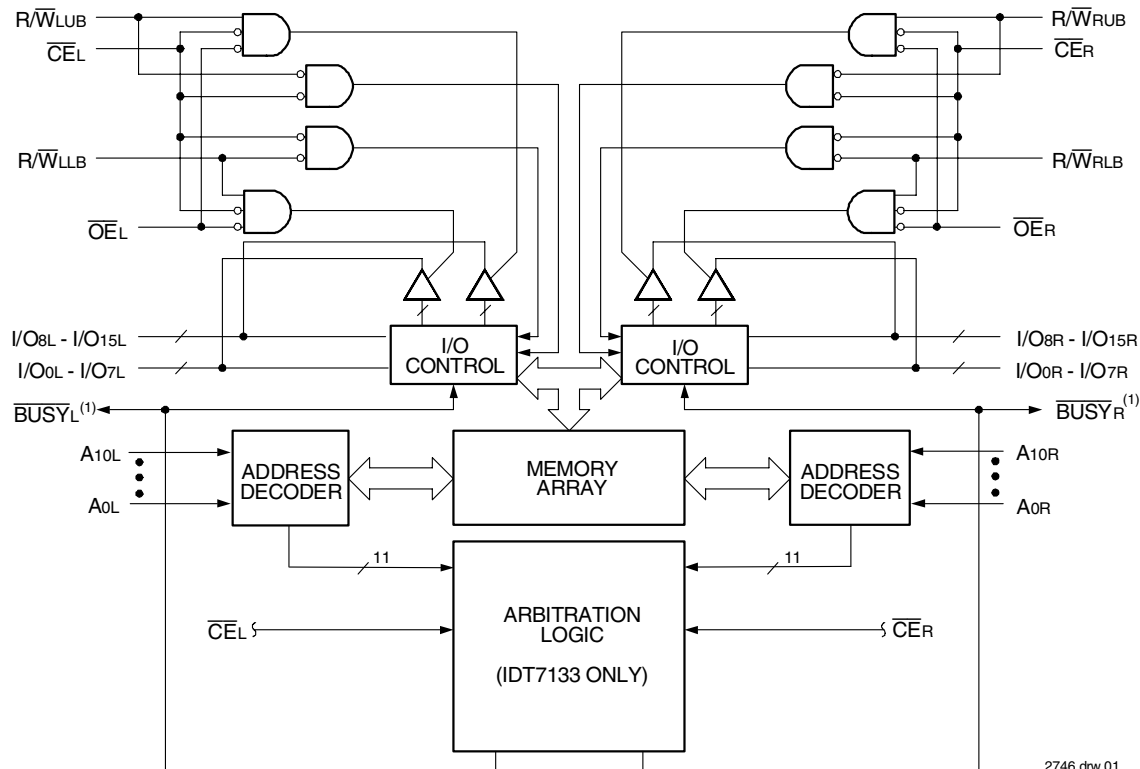 R/W̅LUB
C̅E̅L
R/W̅LLB
O̅E̅L
R/W̅RUB
C̅E̅R
R/W̅RLB
O̅E̅R
I/O8L - I/O15L
I/O0L - I/O7L
I/O
CONTROL
I/O
CONTROL
I/O8R - I/O15R
I/O0R - I/O7R
B̅U̅S̅Y̅L(1)
B̅U̅S̅Y̅R(1)
A10L
A0L
ADDRESS
DECODER
MEMORY
ARRAY
ADDRESS
DECODER
A10R
A0R
11
11
C̅E̅L
ARBITRATION
LOGIC
(IDT7133 ONLY)
C̅E̅R
2746 drw 01